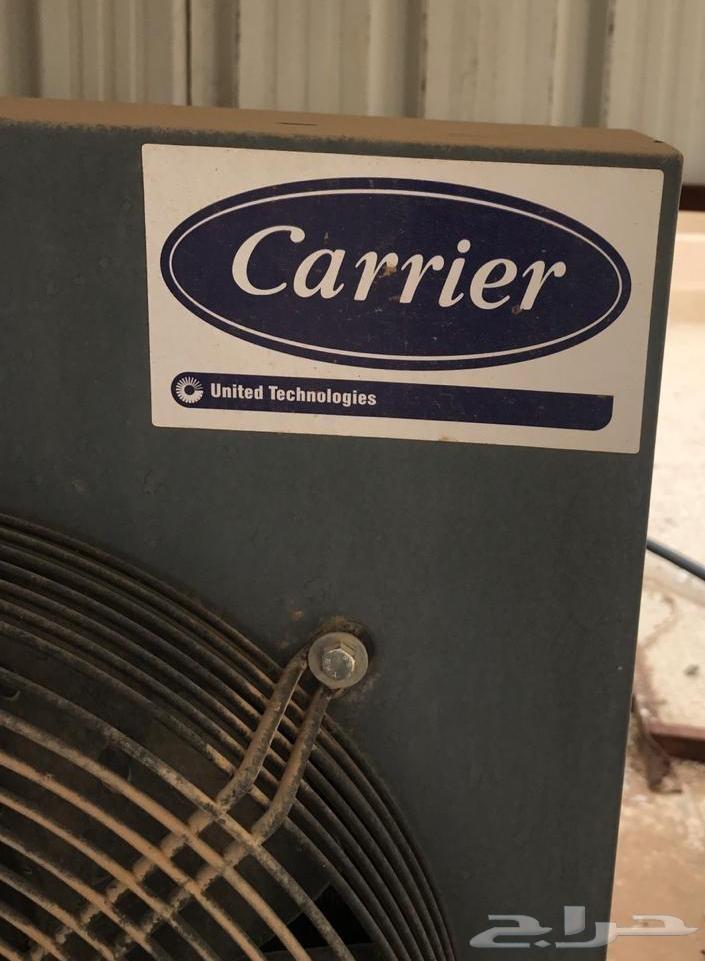 Carrier
United Technologies
حراج